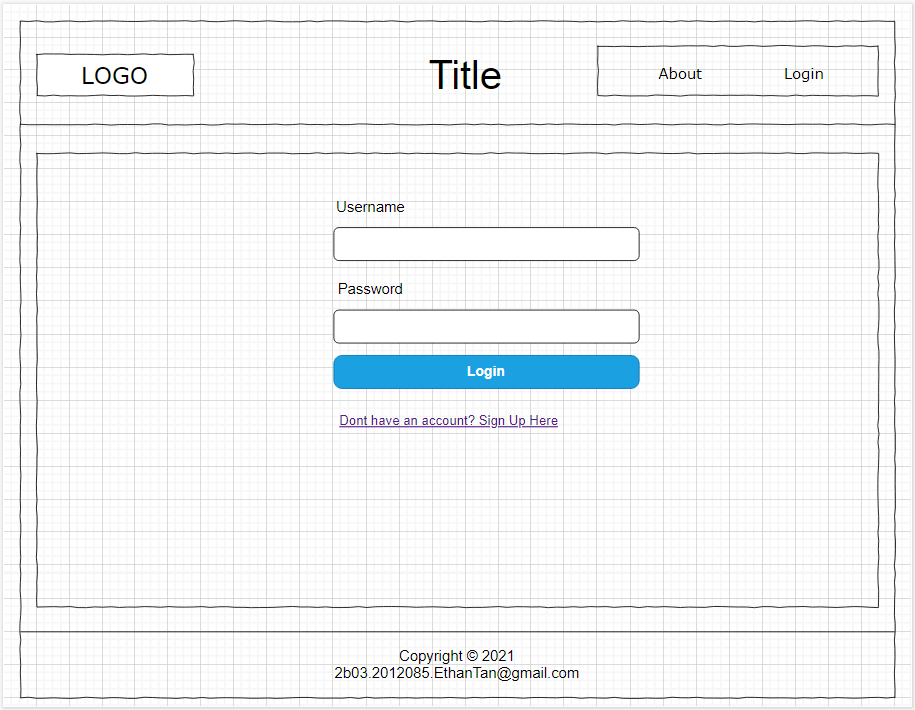 LOGO
Title
About
Login
Username
Password
Login
Dont have an account? Sign Up Here
Copyright © 2021
2b03.2012085.EthanTan@gmail.com